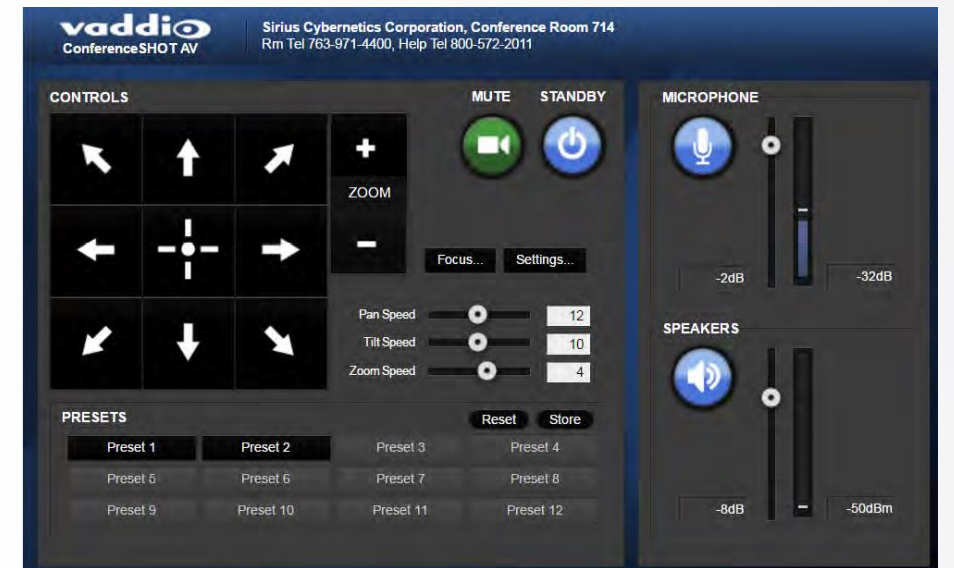 vaddio
ConferenceSHOT AV
Sirius Cybernetics Corporation, Conference Room 714
Rm Tel 763-971-4400, Help Tel 800-572-2011
CONTROLS
MUTE STANDBY
+
ZOOM
-
Focus... Settings...
Pan Speed 12
Tilt Speed 10
Zoom Speed 4
PRESETS
Reset Store
Preset 1 Preset 2 Preset 3 Preset 4
Preset 5 Preset 6 Preset 7 Preset 8
Preset 9 Preset 10 Preset 11 Preset 12
MICROPHONE
-2dB -32dB
SPEAKERS
-8dB -50dBm